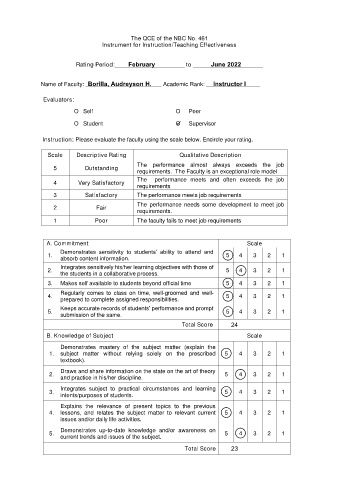 The QCE of the NBC No. 461
Instrument for Instruction/Teaching Effectiveness
Rating Period: February to June 2022
Name of Faculty: Borilla, Audreyson H. Academic Rank: Instructor I
Evaluators:
Self Peer
Student Supervisor
Instruction: Please evaluate the faculty using the scale below. Encircle your rating.
Scale Descriptive Rating Qualitative Description
5 Outstanding The performance almost always exceeds the job
requirements. The Faculty is an exceptional role model
4 Very Satisfactory The performance meets and often exceeds the job
requirements
3 Satisfactory The performance meets job requirements
2 Fair The performance needs some development to meet job
requirements.
1 Poor The faculty fails to meet job requirements
A. Commitment Scale
1. Demonstrates sensitivity to students' ability to attend and
absorb content information. 5 4 3 2 1
2. Integrates sensitively his/her learning objectives with those of
the students in a collaborative process. 5 4 3 2 1
3. Makes self available to students beyond official time 5 4 3 2 1
4. Regularly comes to class on time, well-groomed and well-
prepared to complete assigned responsibilities. 5 4 3 2 1
5. Keeps accurate records of students' performance and prompt
submission of the same. 5 4 3 2 1
Total Score 24
B. Knowledge of Subject Scale
1. Demonstrates mastery of the subject matter (explain the
subject matter without relying solely on the prescribed
textbook). 5 4 3 2 1
2. Draws and share information on the state on the art of theory
and practice in his/her discipline. 5 4 3 2 1
3. Integrates subject to practical circumstances and learning
intents/purposes of students. 5 4 3 2 1
4. Explains the relevance of present topics to the previous
lessons, and relates the subject matter to relevant current
issues and/or daily life activities. 5 4 3 2 1
5. Demonstrates up-to-date knowledge and/or awareness on
current trends and issues of the subject. 5 4 3 2 1
Total Score 23